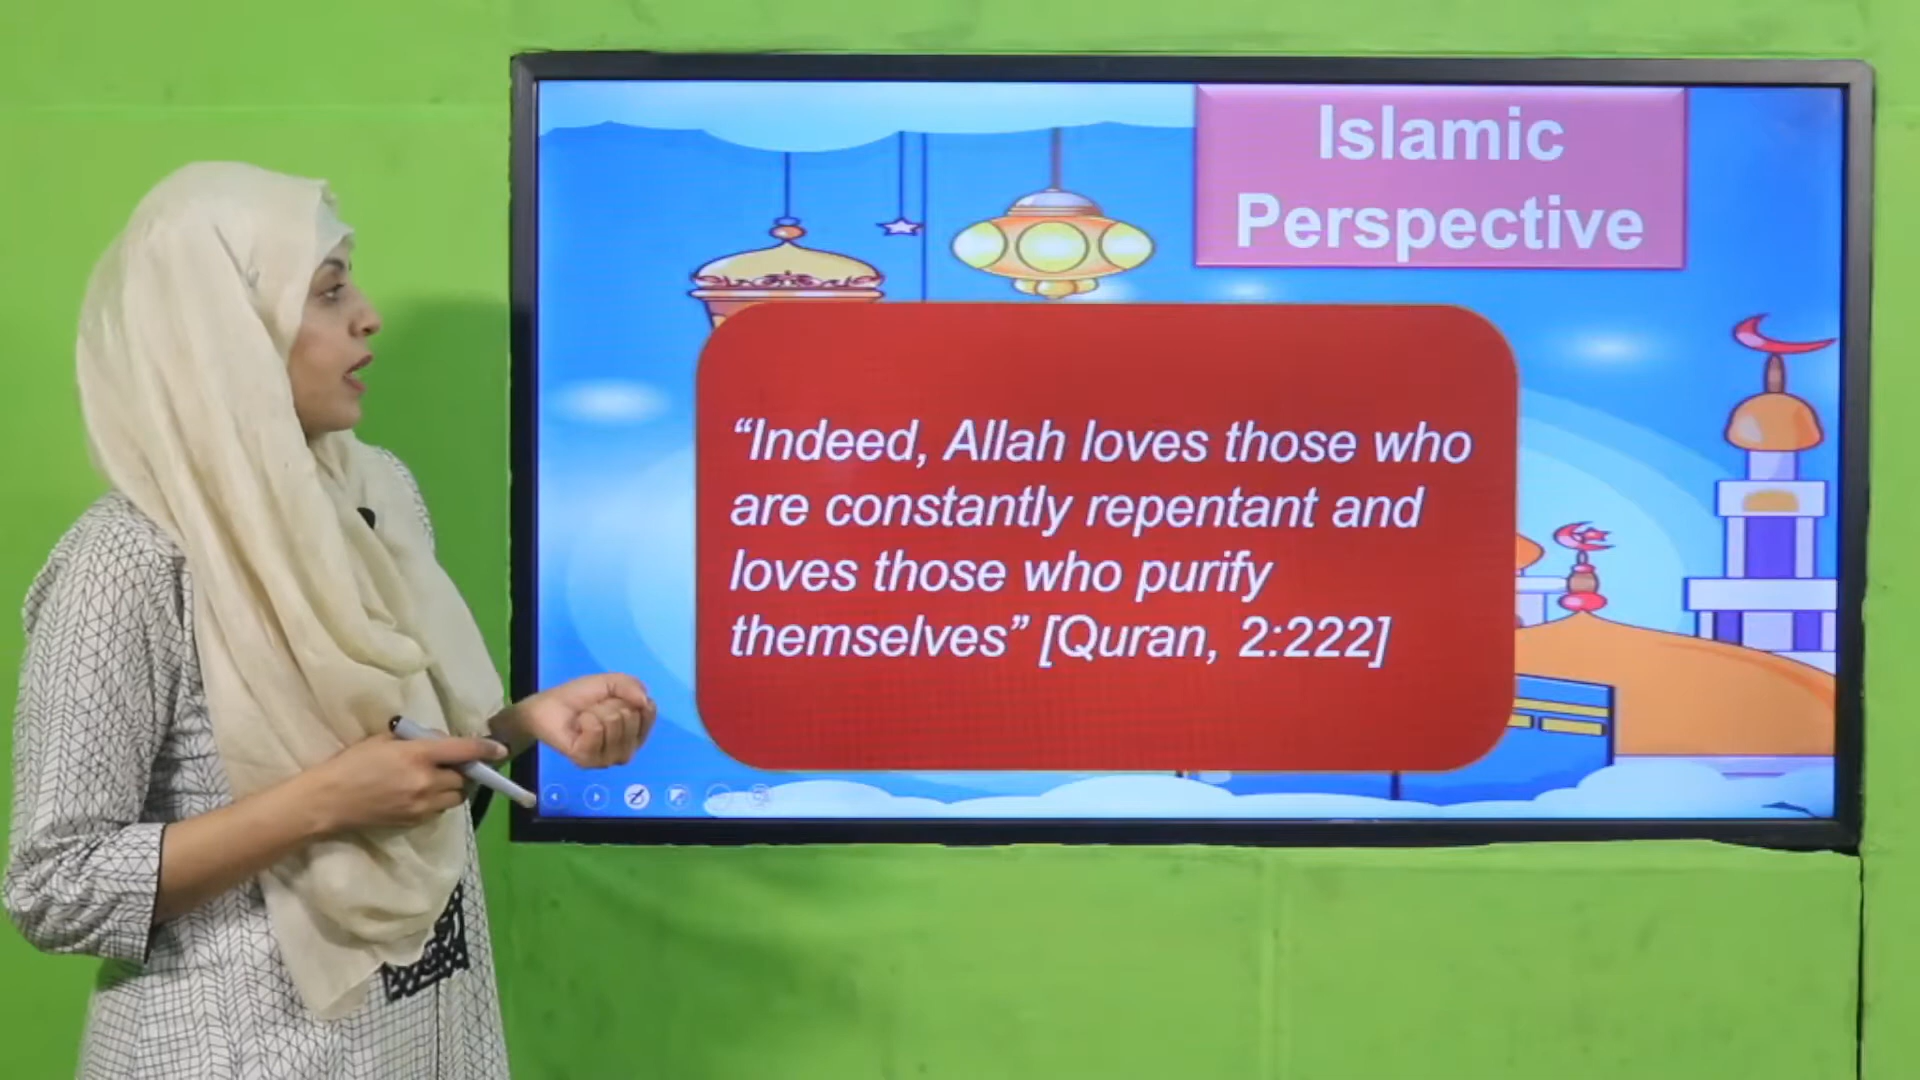 Islamic
Perspective
“Indeed, Allah loves those who
are constantly repentant and
loves those who purify
themselves” [Quran, 2:222]